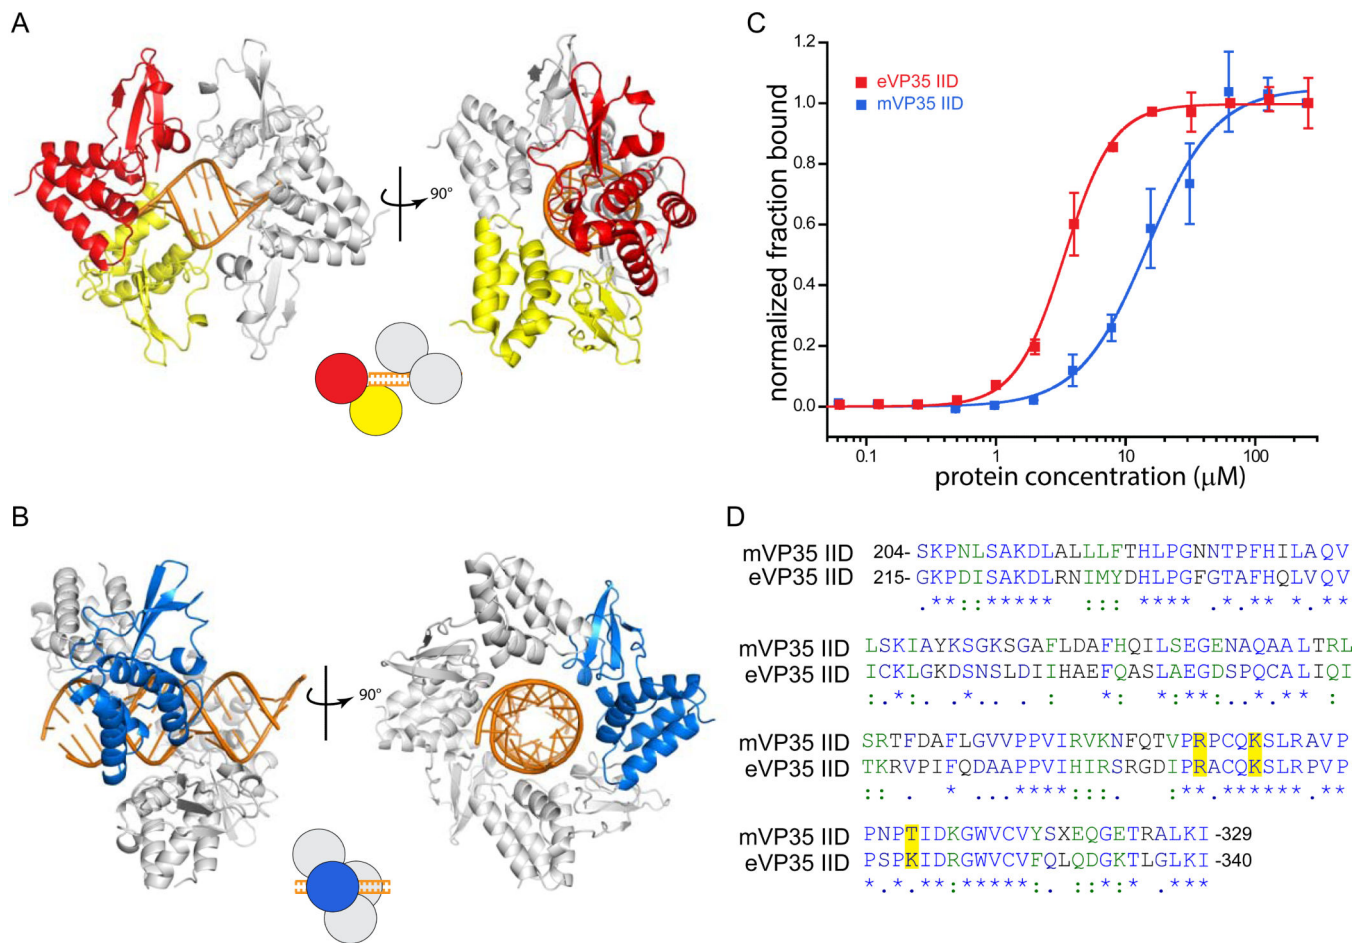 A
90°
B
90°
C
1.2
1.0
0.8
0.6
0.4
0.2
0.0
normalized fraction bound
eVP35 IID
mVP35 IID
0.1 1 10 100
protein concentration (µM)
D
mVP35 IID 204- SKPNLSAKDLALLLFTHLPGNNTPFHILAQV
eVP35 IID 215- GKPDISAKDLRNIMYDHLPGFGTAFHQLVQV
.**::***** ::: ****.*.** *.**
mVP35 IID LSKIAYKSGKSGAFLDAFHQILSEGENAQAALTRL
eVP35 IID ICKLGKDSNSLDIIHAEFQASLAEGDSPQCALIQI
:.*:. .*. : *: *:**:. *.** :
mVP35 IID SRTFDAFLGVVPPVIRVKNFQTVPRPCQKSLRAVP
eVP35 IID TKRVPIFQDAAPPVIHIRSRGDIPRACQKSLRPVP
:: . * ...****:::. :**.****** **
mVP35 IID PNPTIDKGWVCVYSXEQGETRALKI -329
eVP35 IID PSPKIDRGWVCVFQLQDGKTLGLKI -340
*.*.**:*****:. ::*:*..***